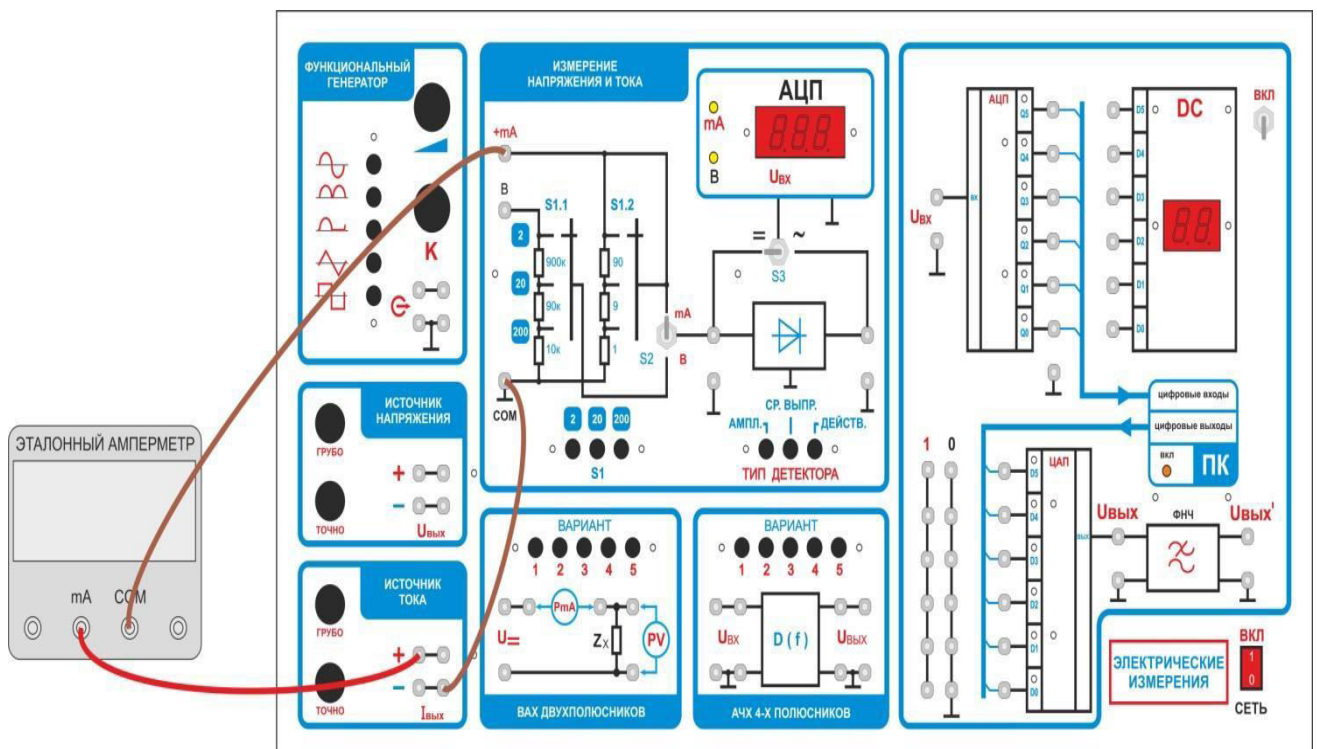 ЭТАЛОННЫЙ АМПЕРМЕТР
mA
COM
ФУНКЦИОНАЛЬНЫЙ
ГЕНЕРАТОР
K
ИСТОЧНИК
НАПРЯЖЕНИЯ
ГРУБО
ТОЧНО
+
−
Uвых
ИСТОЧНИК
ТОКА
ГРУБО
ТОЧНО
+
−
Iвых
ИЗМЕРЕНИЕ
НАПРЯЖЕНИЯ И ТОКА
+mA
В
S1.1
S1.2
2
900к
90
20
90к
9
200
10к
1
COM
S2
mA
В
2
20
200
S1
АЦП
mA
В
8.8.8
Uвх
=
~
S3
СР. ВЫПР.
АМПЛ.
ДЕЙСТВ.
ТИП ДЕТЕКТОРА
ВАРИАНТ
1 2 3 4 5
U=
PmA
Zx
PV
ВАХ ДВУХПОЛЮСНИКОВ
ВАРИАНТ
1 2 3 4 5
Uвх
D ( f )
Uвых
АЧХ 4-Х ПОЛЮСНИКОВ
АЦП
Uвх
вх
Q5
Q4
Q3
Q2
Q1
Q0
DC
D5
D4
D3
D2
D1
D0
8.8
ВКЛ
цифровые входы
цифровые выходы
ВКЛ
ПК
1 0
ЦАП
D5
D4
D3
D2
D1
D0
вых
Uвых
ФНЧ
Uвых'
ЭЛЕКТРИЧЕСКИЕ
ИЗМЕРЕНИЯ
ВКЛ
1
0
СЕТЬ